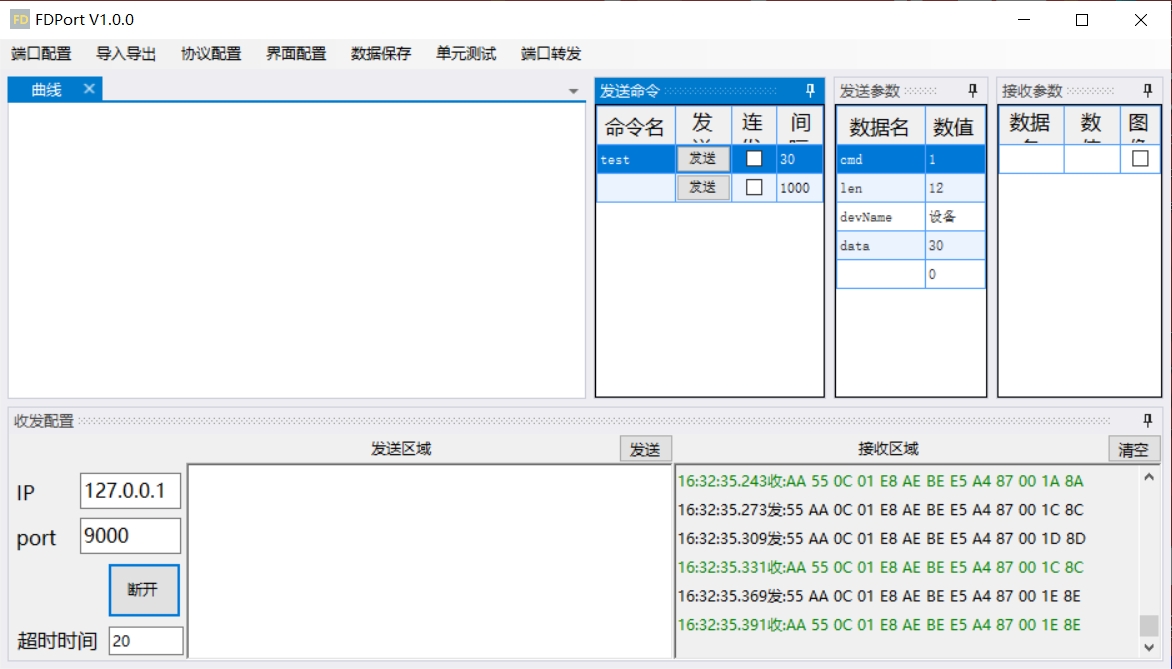 FD FDPort V1.0.0
端口配置 导入导出 协议配置 界面配置 数据保存 单元测试 端口转发
曲线
发送命令
命令名 发 连 间
test 发送 30
发送 1000
发送参数
数据名 数值
cmd 1
len 12
devName 设备
data 30
0
接收参数
数据 数 图
收发配置
发送区域 发送
接收区域 清空
IP 127.0.0.1
port 9000
断开
超时时间 20
16:32:35.243收:AA 55 0C 01 E8 AE BE E5 A4 87 00 1A 8A
16:32:35.273发:55 AA 0C 01 E8 AE BE E5 A4 87 00 1C 8C
16:32:35.309发:55 AA 0C 01 E8 AE BE E5 A4 87 00 1D 8D
16:32:35.331收:AA 55 0C 01 E8 AE BE E5 A4 87 00 1C 8C
16:32:35.369发:55 AA 0C 01 E8 AE BE E5 A4 87 00 1E 8E
16:32:35.391收:AA 55 0C 01 E8 AE BE E5 A4 87 00 1E 8E